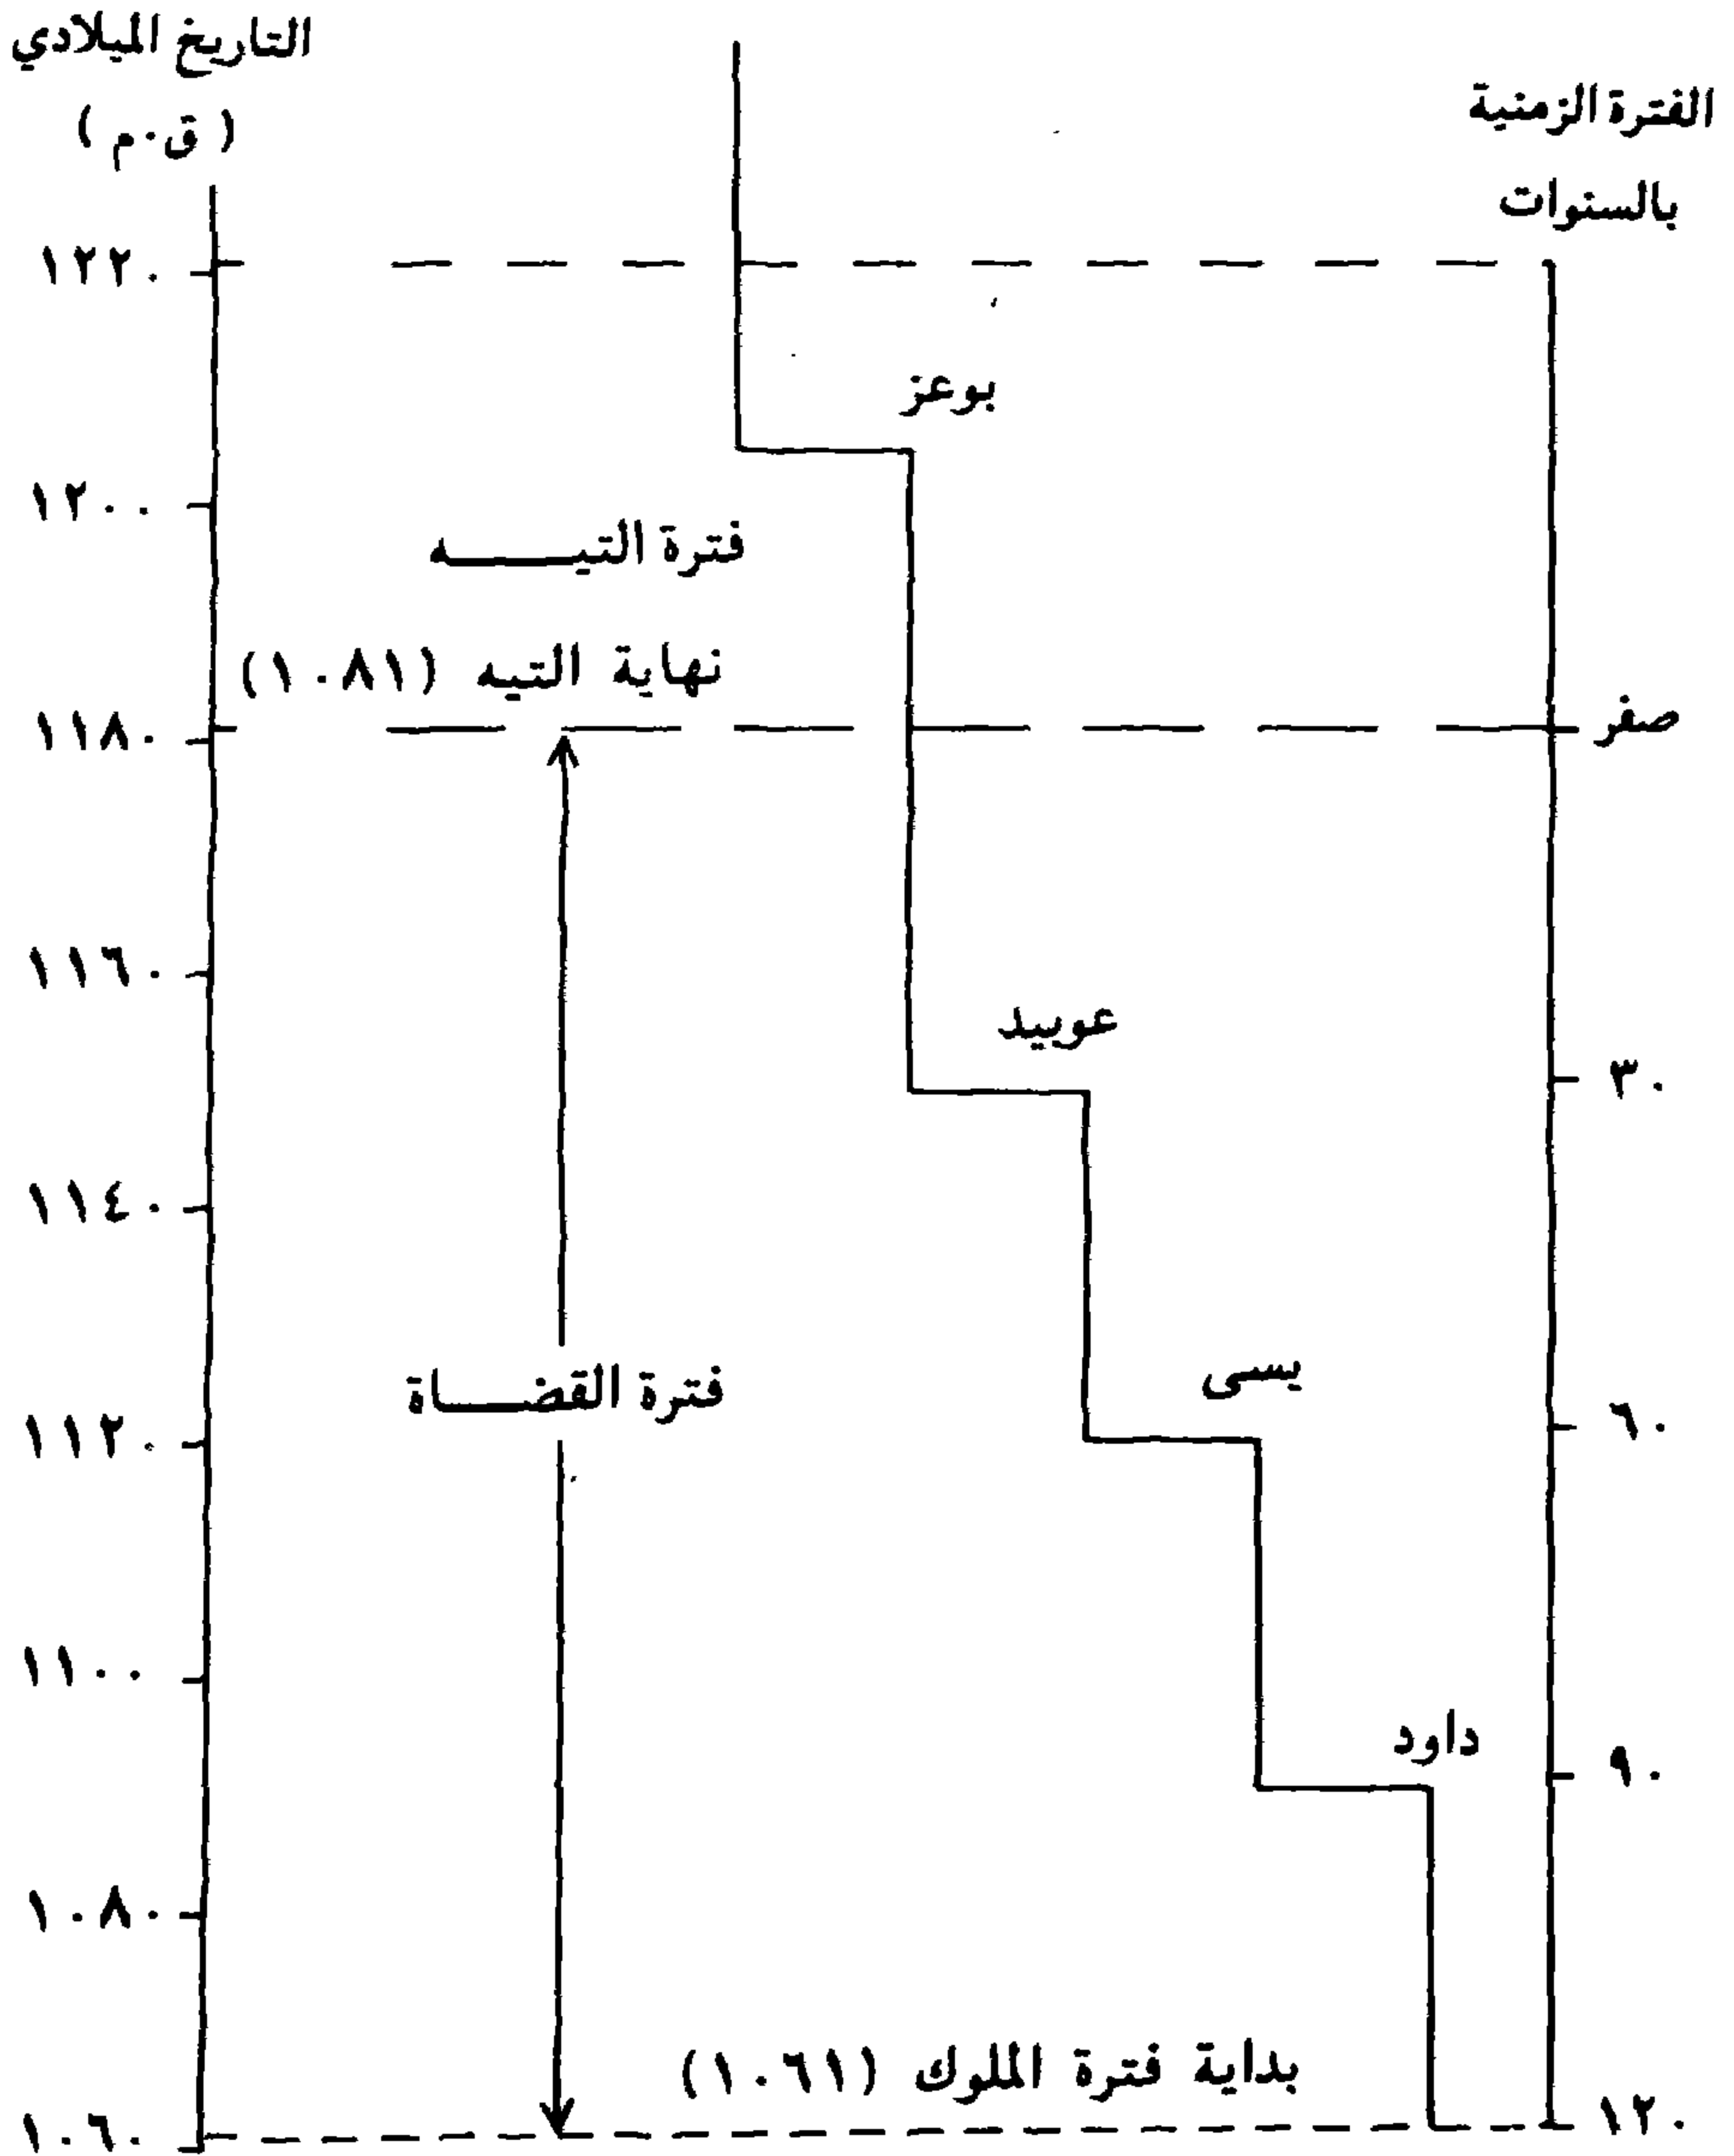 التاريخ الميلادي
(ق.م)
الفترة الزمنية
بالسنوات
١٢٢٠
بوعز
١٢٠٠
فترة التيـــــه
نهاية التيه (١٠٨١)
١١٨٠
صفر
١١٦٠
عوبيد
٣٠
١١٤٠
يسى
فترة القضـــاة
٦٠
١١٢٠
١١٠٠
داود
٩٠
١٠٨٠
بداية فترة الملوك (١٠٦١)
١٢٠
١٠٦٠